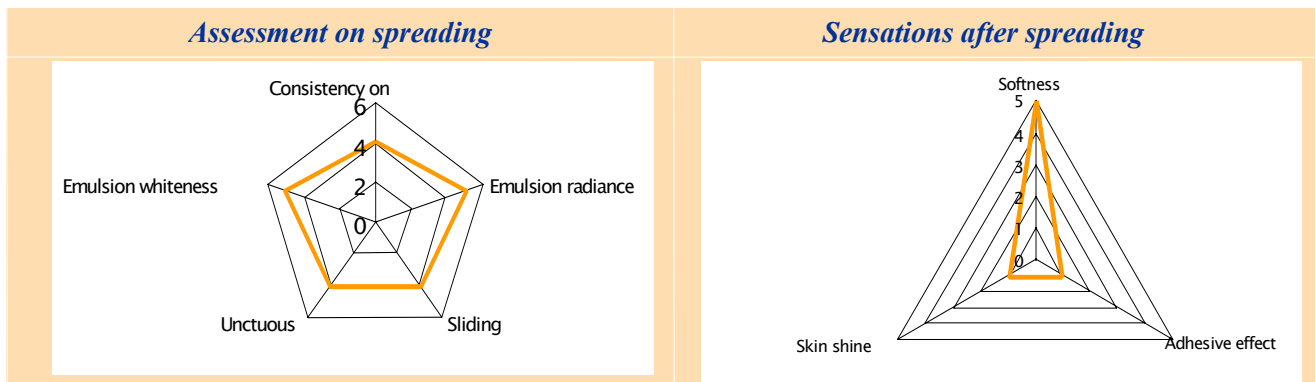 Assessment on spreading
Sensations after spreading
Consistency on
6
4
2
0
Emulsion whiteness
Emulsion radiance
Unctuous
Sliding
Softness
5
4
3
2
1
0
Skin shine
Adhesive effect